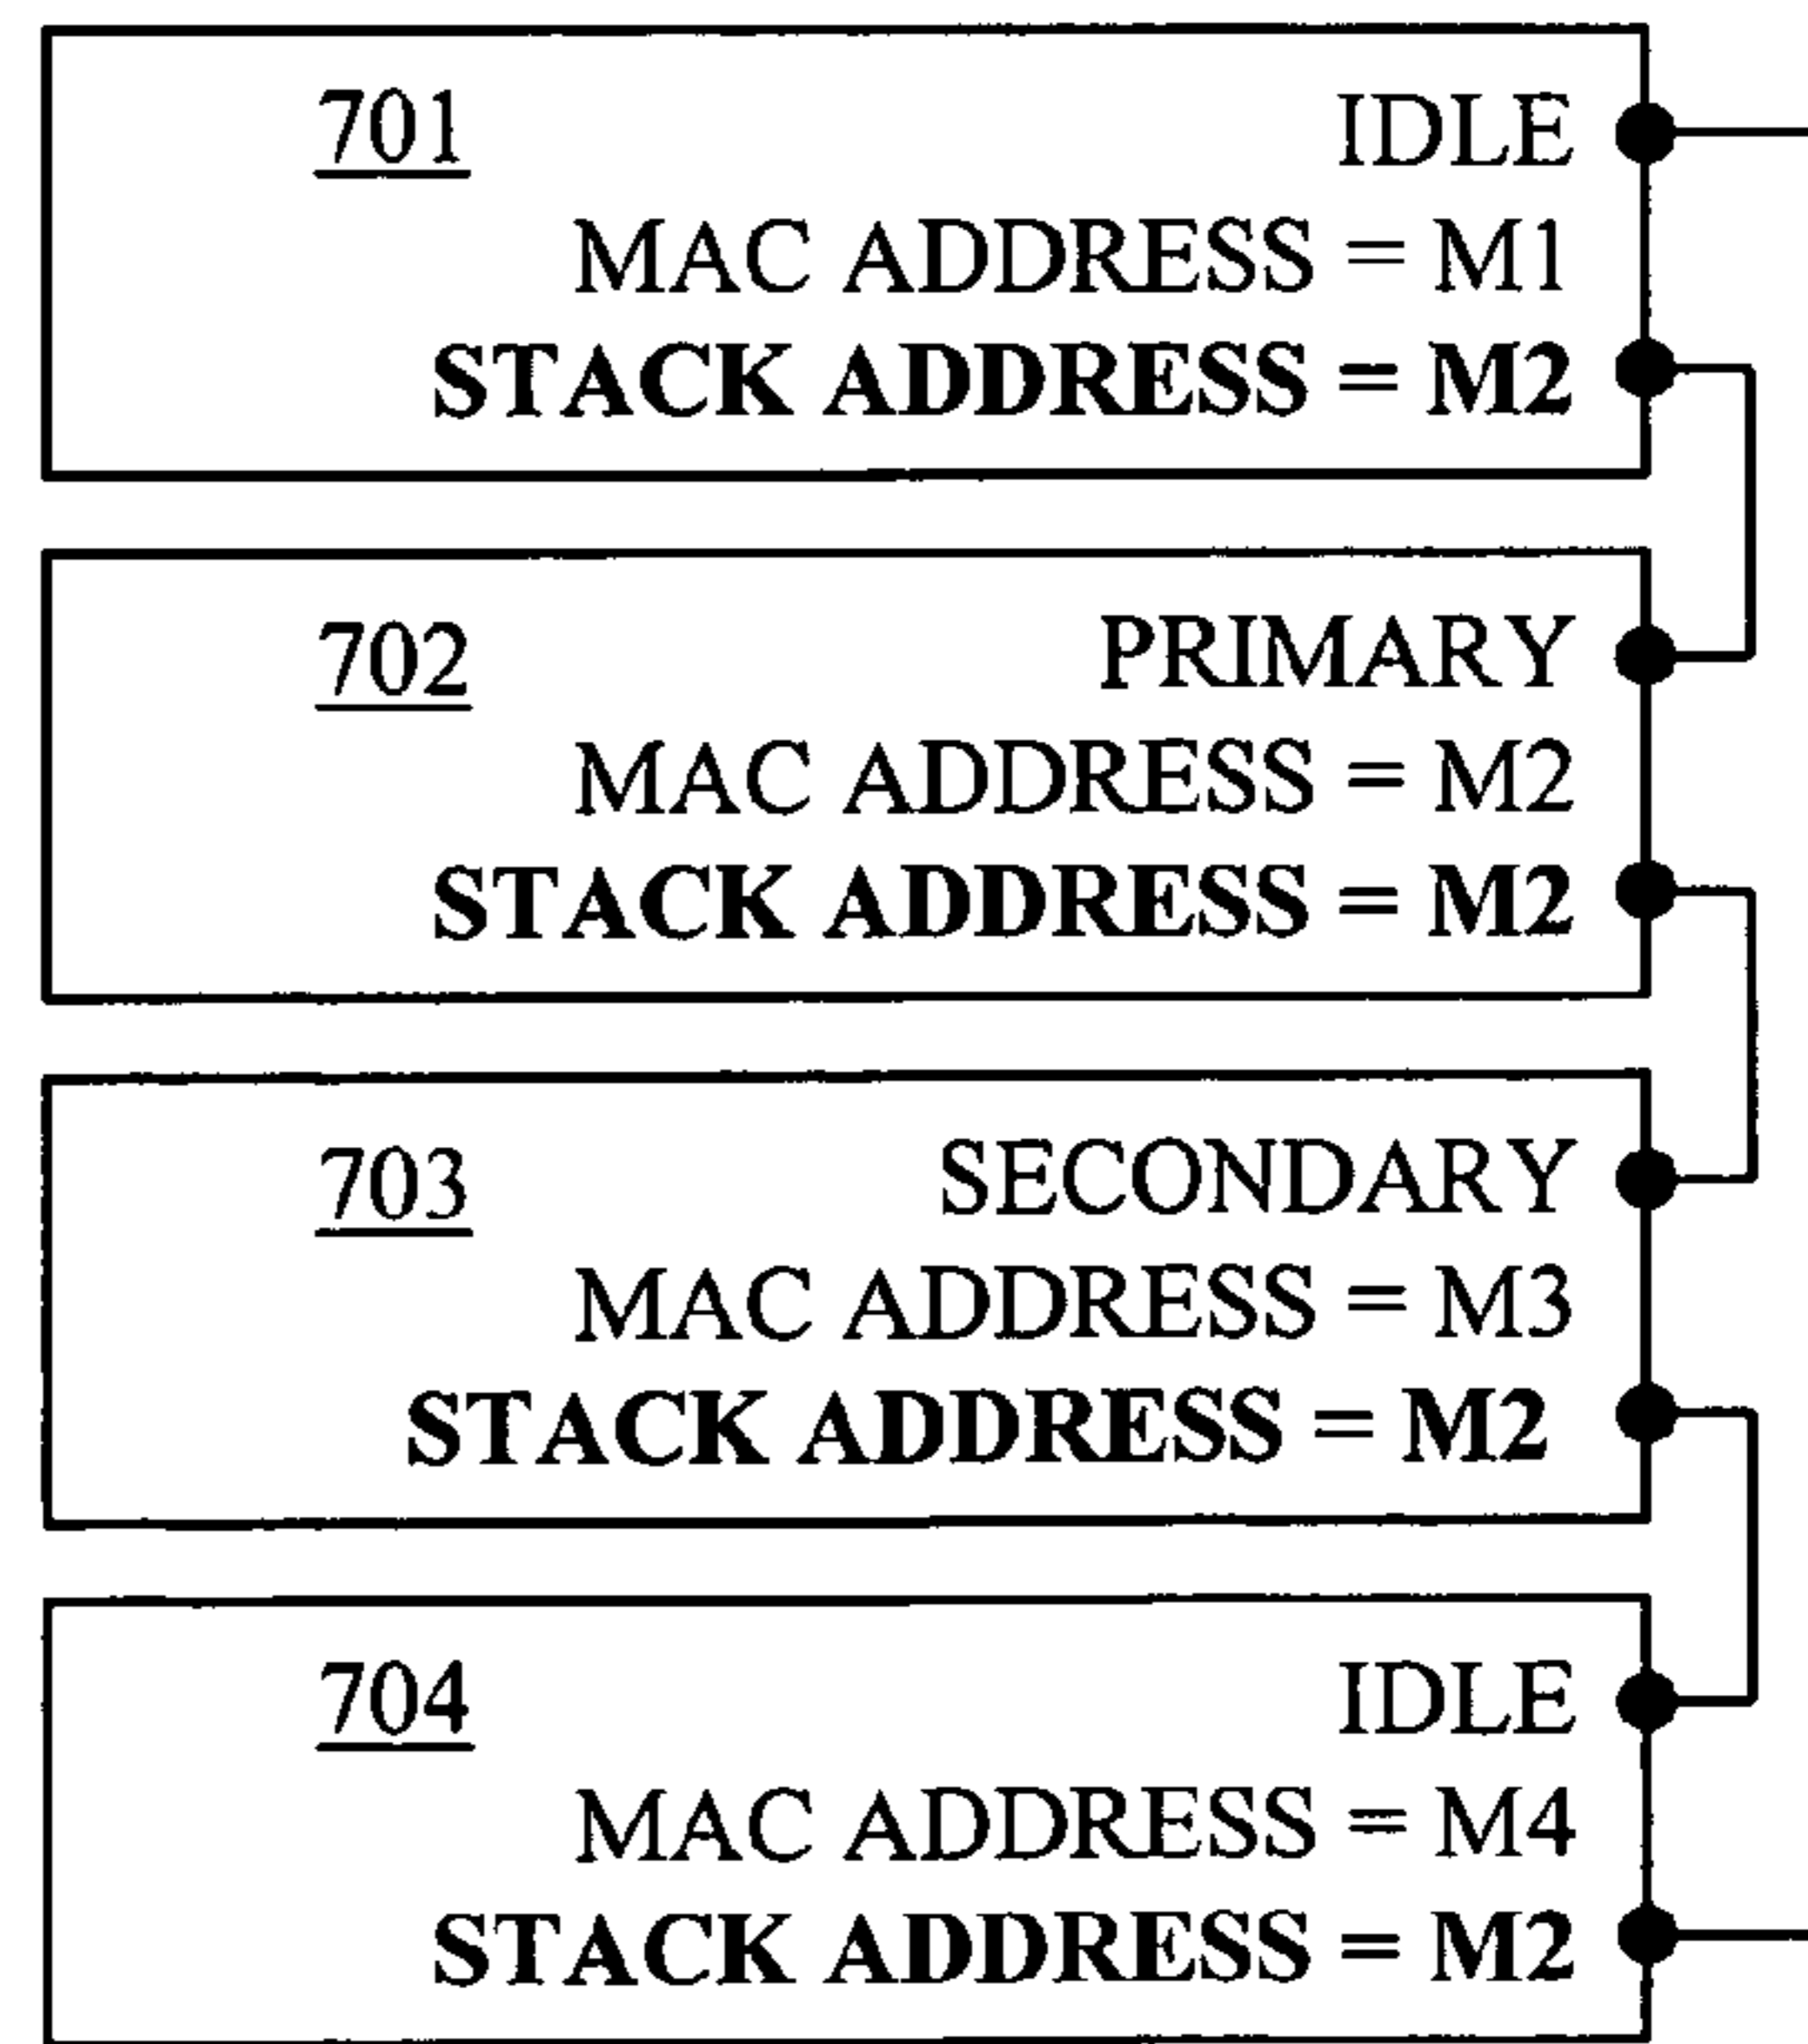 701 IDLE
MAC ADDRESS = M1
STACK ADDRESS = M2
702 PRIMARY
MAC ADDRESS = M2
STACK ADDRESS = M2
703 SECONDARY
MAC ADDRESS = M3
STACK ADDRESS = M2
704 IDLE
MAC ADDRESS = M4
STACK ADDRESS = M2